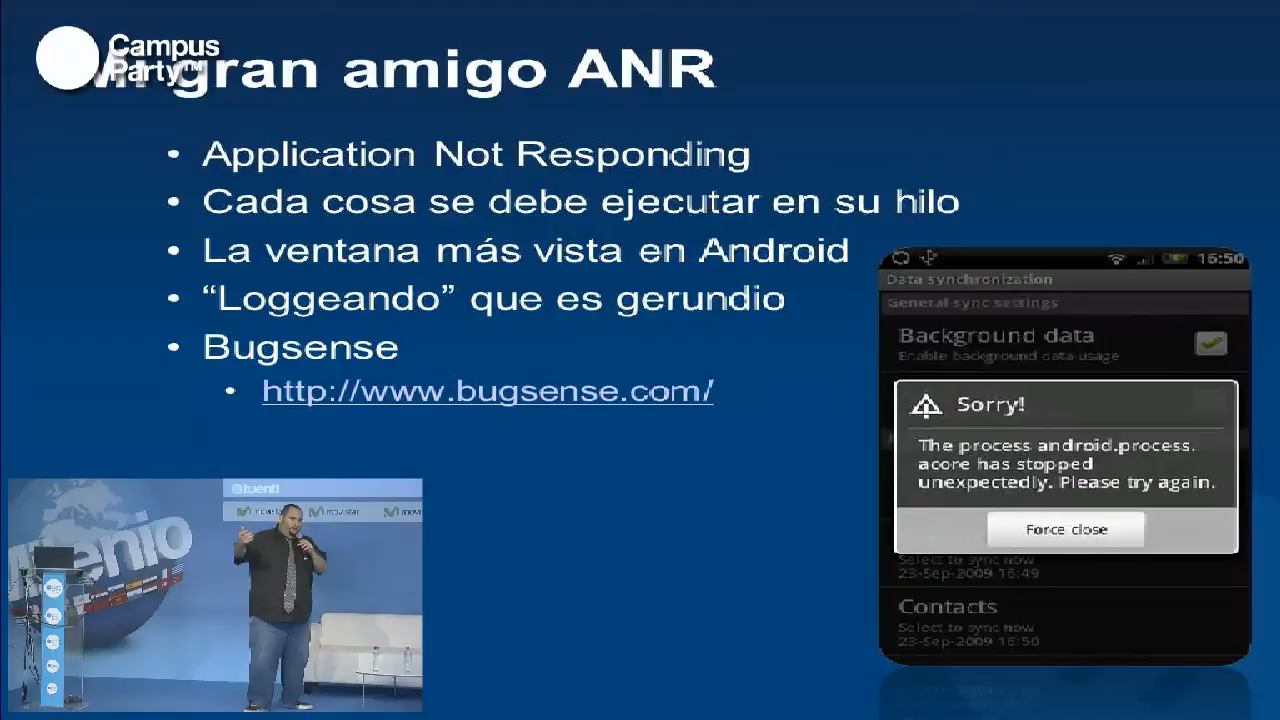 Campus
Party™
gran amigo ANR
Application Not Responding
Cada cosa se debe ejecutar en su hilo
La ventana más vista en Android
“Loggeando” que es gerundio
Bugsense
http://www.bugsense.com/
16:50
Data synchronization
General sync settings
Background data
Enable background data usage
Sorry!
The process android.process.
acore has stopped
unexpectedly. Please try again.
Force close
Select to sync now
23-Sep-2009 16:49
Contacts
Select to sync now
23-Sep-2009 16:50
tuenti
movistar
enio